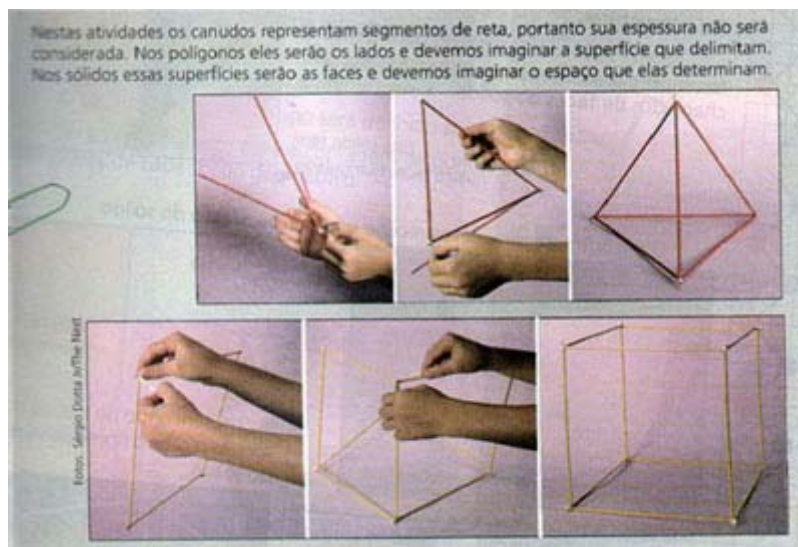 Nestas atividades os canudos representam segmentos de reta, portanto sua espessura não será
considerada. Nos polígonos eles serão os lados e devemos imaginar a superfície que delimitam.
Nos sólidos essas superfícies serão as faces e devemos imaginar o espaço que elas determinam.
Fotos: Sérgio Dotta Jr/The Next